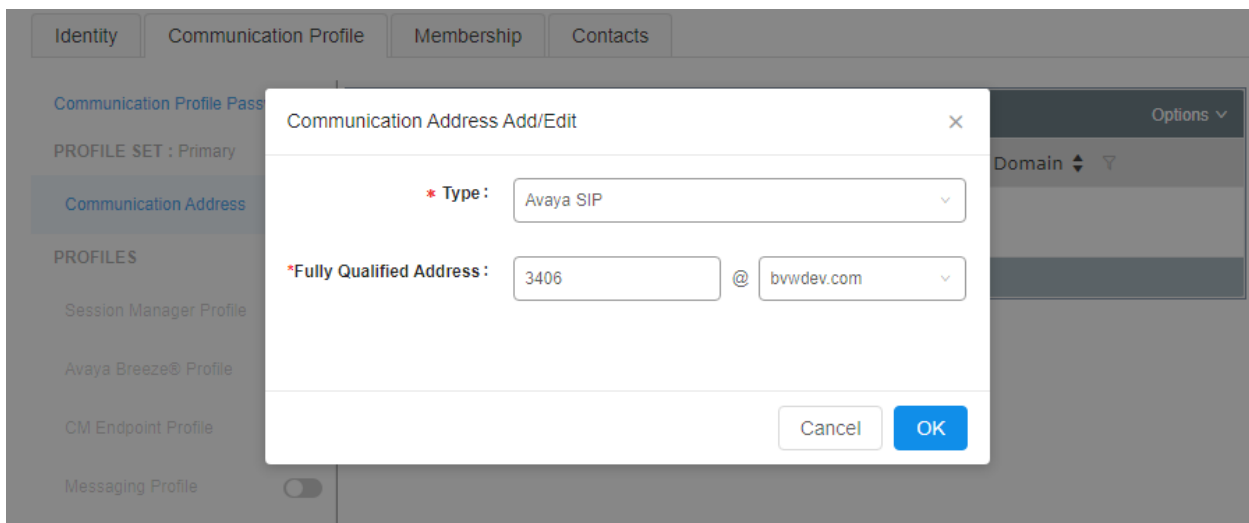 Identity Communication Profile Membership Contacts
Communication Profile Pass
Options
PROFILE SET : Primary
Domain
Communication Address
PROFILES
Session Manager Profile
Avaya Breeze® Profile
CM Endpoint Profile
Messaging Profile
Communication Address Add/Edit
* Type :
Avaya SIP
*Fully Qualified Address :
3406 @ bvwdev.com
Cancel OK